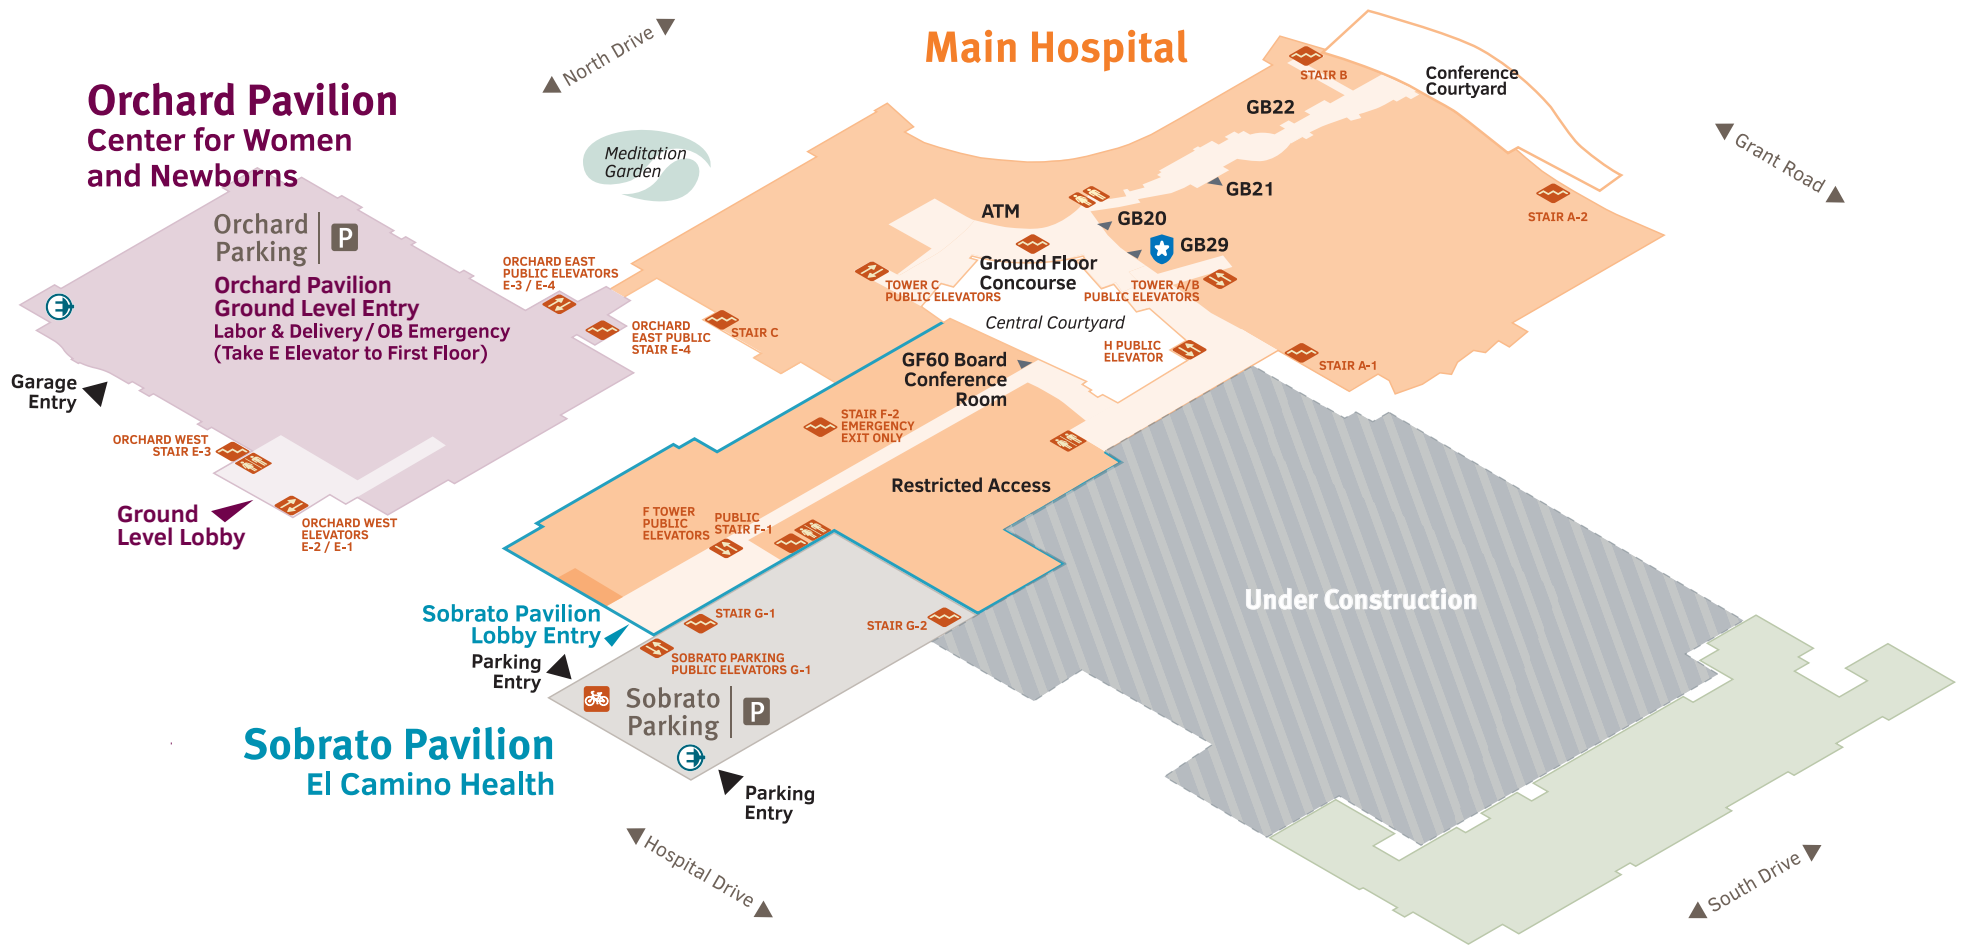 Main Hospital
North Drive
Orchard Pavilion
Center for Women
and Newborns
Meditation
Garden
STAIR B
Conference
Courtyard
GB22
Grant Road
GB21
STAIR A-2
ATM
GB20
GB29
Orchard
Parking
P
Orchard Pavilion
Ground Level Entry
Labor & Delivery / OB Emergency
(Take E Elevator to First Floor)
ORCHARD EAST
PUBLIC ELEVATORS
E-3 / E-4
ORCHARD
EAST PUBLIC
STAIR E-4
STAIR C
TOWER C
PUBLIC ELEVATORS
Ground Floor
Concourse
TOWER A/B
PUBLIC ELEVATORS
Central Courtyard
H PUBLIC
ELEVATOR
STAIR A-1
GF60 Board
Conference
Room
Garage
Entry
STAIR F-2
EMERGENCY
EXIT ONLY
ORCHARD WEST
STAIR E-3
Restricted Access
Ground
Level Lobby
ORCHARD WEST
ELEVATORS
E-2 / E-1
F TOWER
PUBLIC
ELEVATORS
PUBLIC
STAIR F-1
Under Construction
Sobrato Pavilion
Lobby Entry
STAIR G-1
STAIR G-2
Parking
Entry
SOBRATO PARKING
PUBLIC ELEVATORS G-1
Sobrato
Parking
P
Sobrato Pavilion
El Camino Health
Parking
Entry
Hospital Drive
South Drive